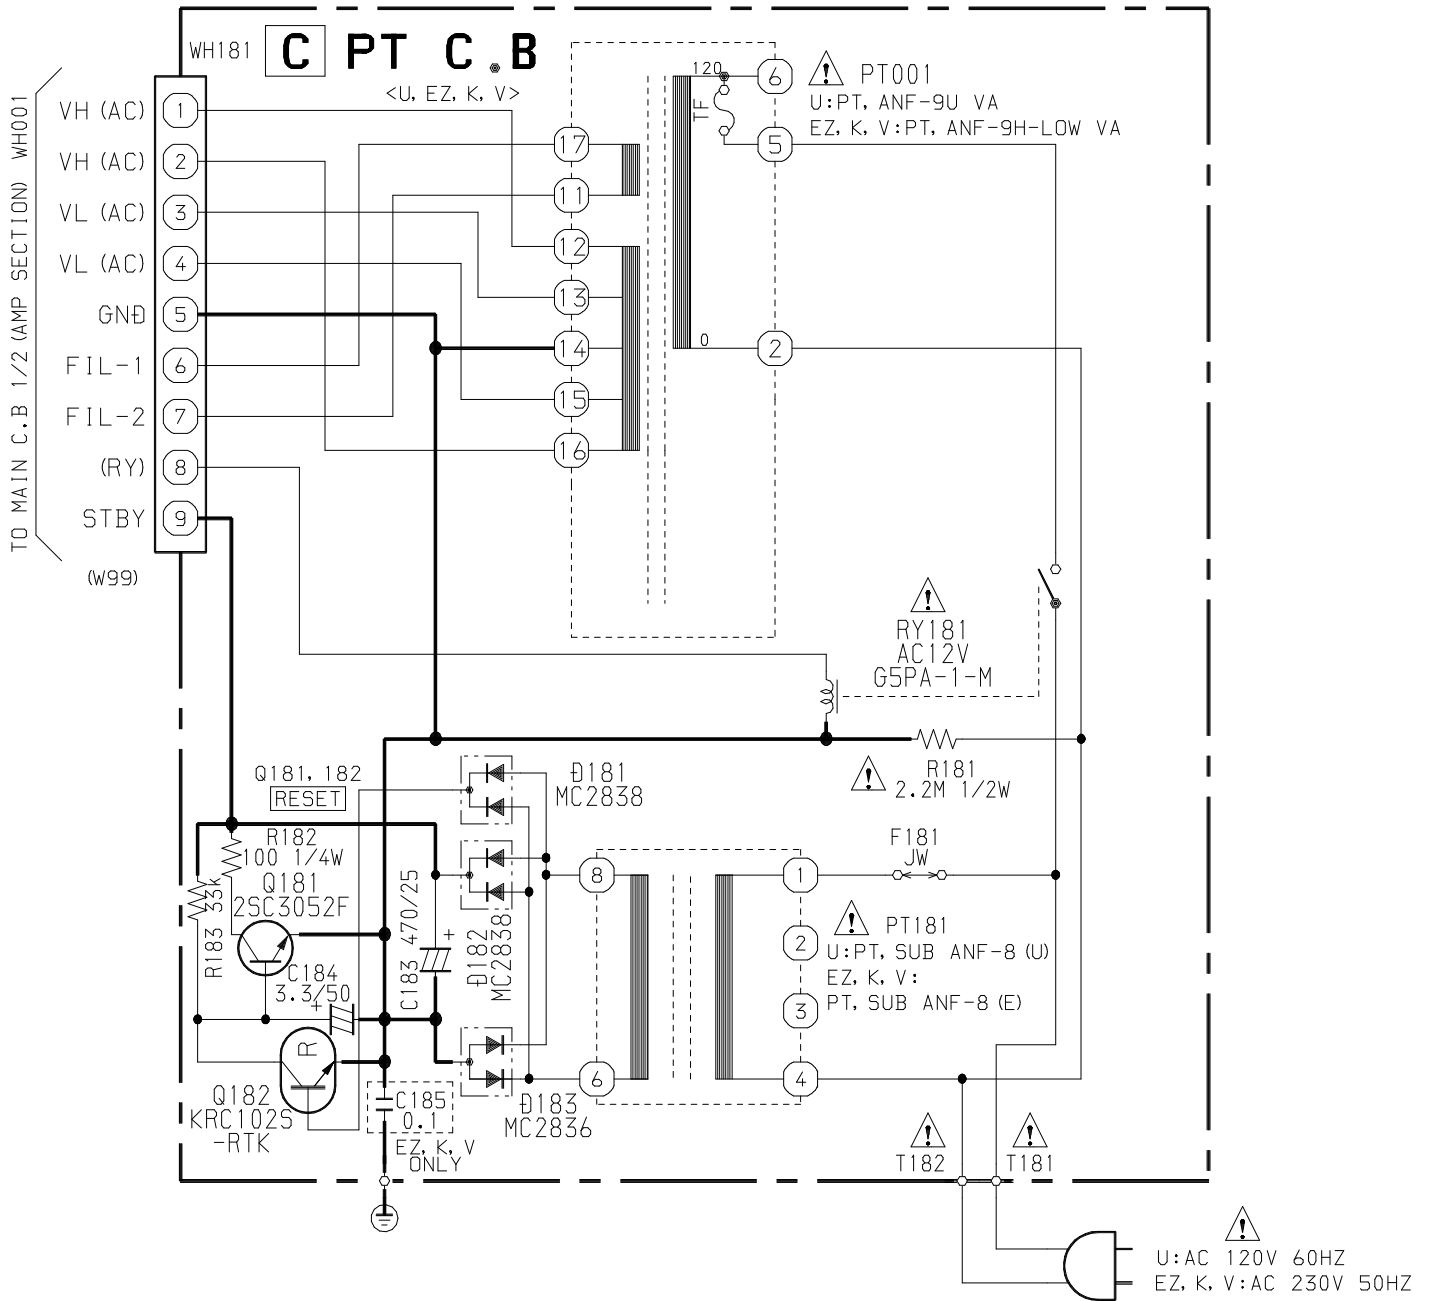 WH181
C PT C.B
<U, EZ, K, V>
TO MAIN C.B 1/2 (AMP SECTION) WH001
VH (AC) 1
VH (AC) 2
VL (AC) 3
VL (AC) 4
GND 5
FIL-1 6
FIL-2 7
(RY) 8
STBY 9
(W99)
17
11
12
13
14
15
16
120
TF
0
6
5
2
PT001
U:PT, ANF-9U VA
EZ, K, V:PT, ANF-9H-LOW VA
RY181
AC12V
G5PA-1-M
R181
2.2M 1/2W
Q181, 182
RESET
D181
MC2838
R182
100 1/4W
Q181
2SC3052F
R183 33k
C184
3.3/50
+
C183 470/25
+
D182
MC2838
R
Q182
KRC102S
-RTK
C185
0.1
EZ, K, V
ONLY
D183
MC2836
8
6
1
2
3
4
F181
JW
PT181
U:PT, SUB ANF-8 (U)
EZ, K, V:
PT, SUB ANF-8 (E)
T182
T181
U:AC 120V 60HZ
EZ, K, V:AC 230V 50HZ